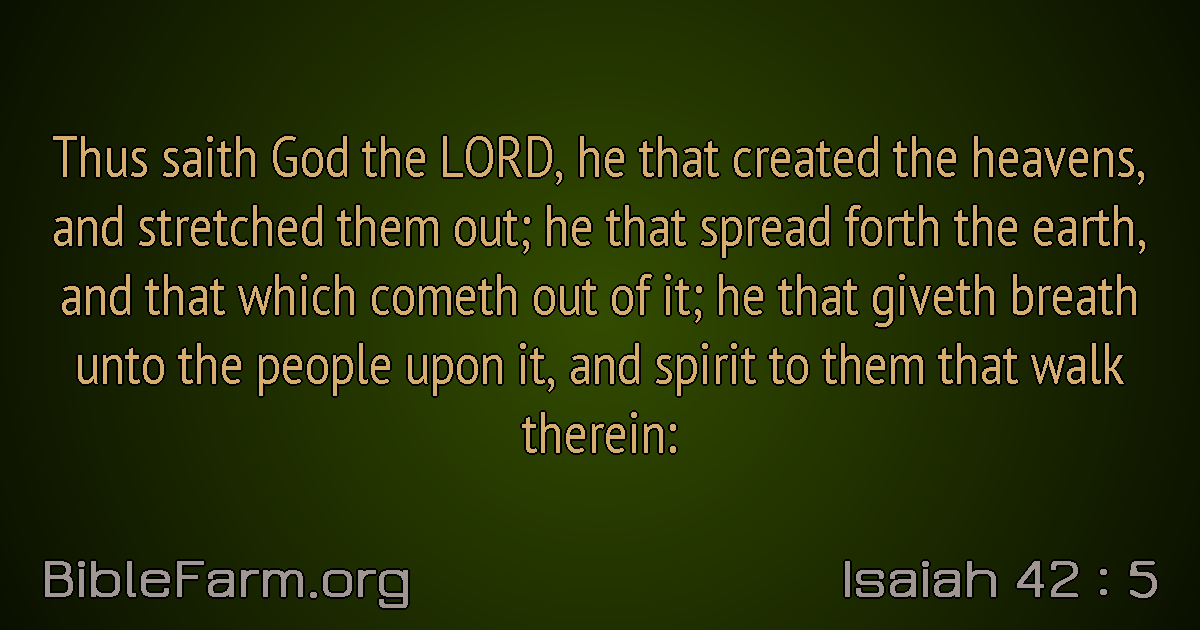 Thus saith God the LORD, he that created the heavens,
and stretched them out; he that spread forth the earth,
and that which cometh out of it; he that giveth breath
unto the people upon it, and spirit to them that walk
therein:
BibleFarm.org
Isaiah 42 : 5